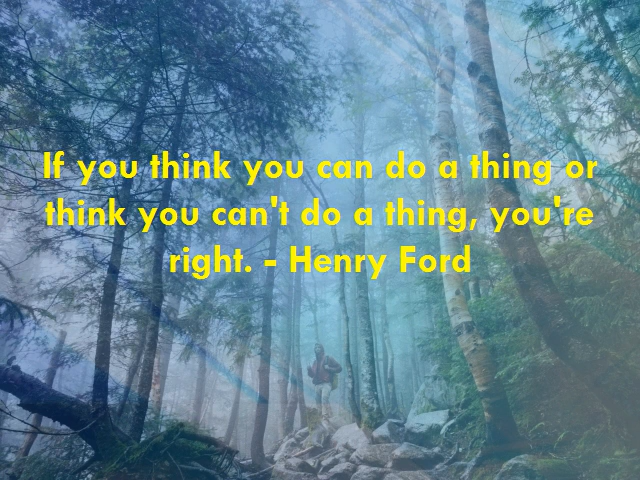 If you think you can do a thing or
think you can't do a thing, you're
right. - Henry Ford